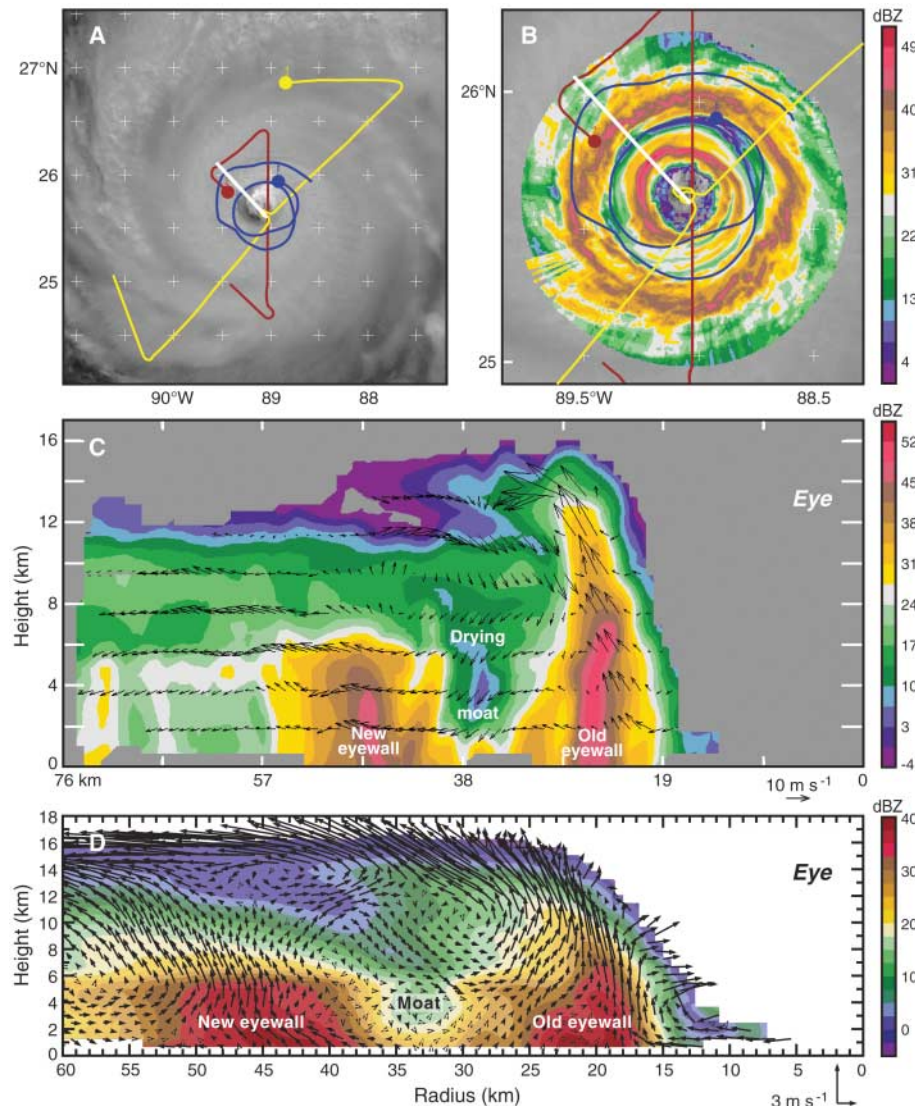 A
27°N
26
25
90°W
89
88
B
26°N
25
89.5°W
88.5
dBZ
49
40
31
22
13
4
C
Height (km)
16
12
8
4
0
Eye
Drying
moat
New
eyewall
Old
eyewall
76 km
57
38
19
0
10 m s⁻¹
dBZ
52
45
38
31
24
17
10
3
-4
D
Height (km)
18
16
14
12
10
8
6
4
2
0
Eye
Moat
New eyewall
Old eyewall
60
55
50
45
40
35
30
25
20
15
10
5
0
Radius (km)
3 m s⁻¹
dBZ
40
30
20
10
0